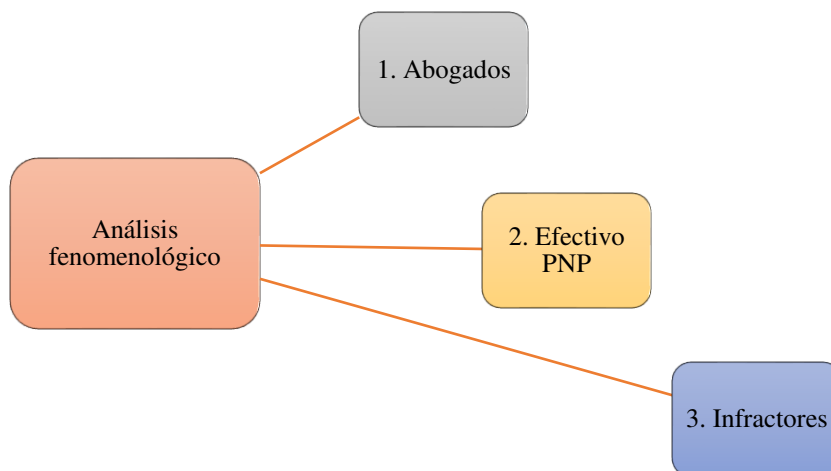 1. Abogados
Análisis
fenomenológico
2. Efectivo
PNP
3. Infractores